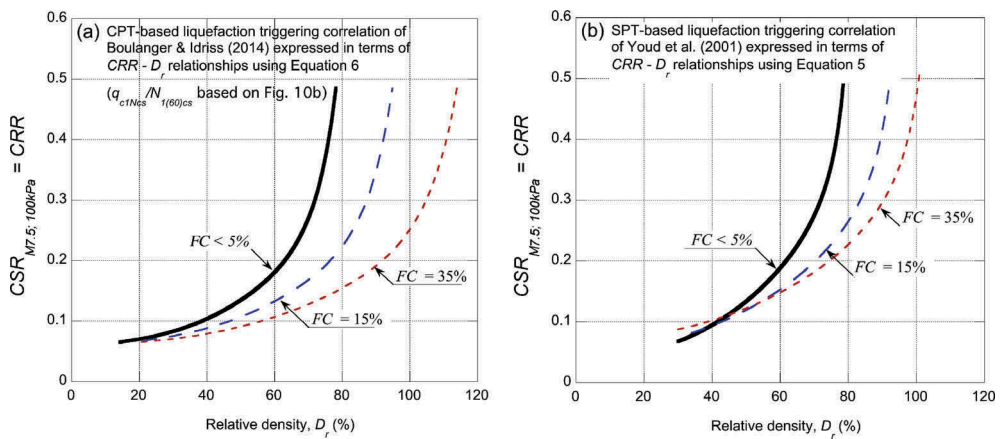 (a) CPT-based liquefaction triggering correlation of
Boulanger & Idriss (2014) expressed in terms of
CRR - Dr relationships using Equation 6
(qc1Ncs/N1(60)cs based on Fig. 10b)
CSR M7.5; 100kPa = CRR
0.6
0.5
0.4
0.3
0.2
0.1
0
FC < 5%
FC = 35%
FC = 15%
0 20 40 60 80 100 120
Relative density, Dr (%)
(b) SPT-based liquefaction triggering correlation
of Youd et al. (2001) expressed in terms of
CRR - Dr relationships using Equation 5
CSR M7.5; 100kPa = CRR
0.6
0.5
0.4
0.3
0.2
0.1
0
FC < 5%
FC = 35%
FC = 15%
0 20 40 60 80 100 120
Relative density, Dr (%)